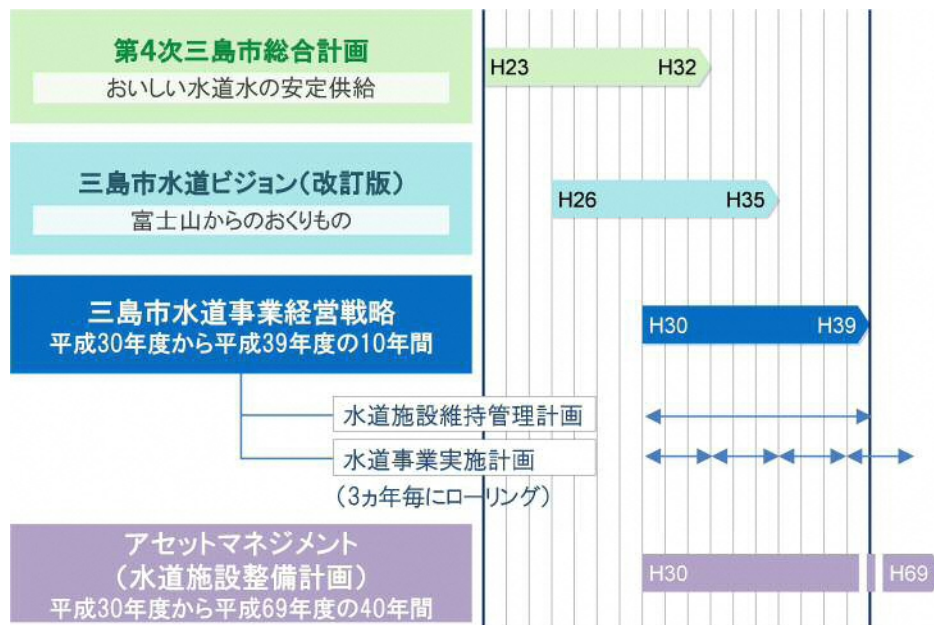 第4次三島市総合計画
おいしい水道水の安定供給
H23
H32
三島市水道ビジョン(改訂版)
富士山からのおくりもの
H26
H35
三島市水道事業経営戦略
平成30年度から平成39年度の10年間
H30
H39
水道施設維持管理計画
水道事業実施計画
(3ヵ年毎にローリング)
アセットマネジメント
(水道施設整備計画)
平成30年度から平成69年度の40年間
H30
H69